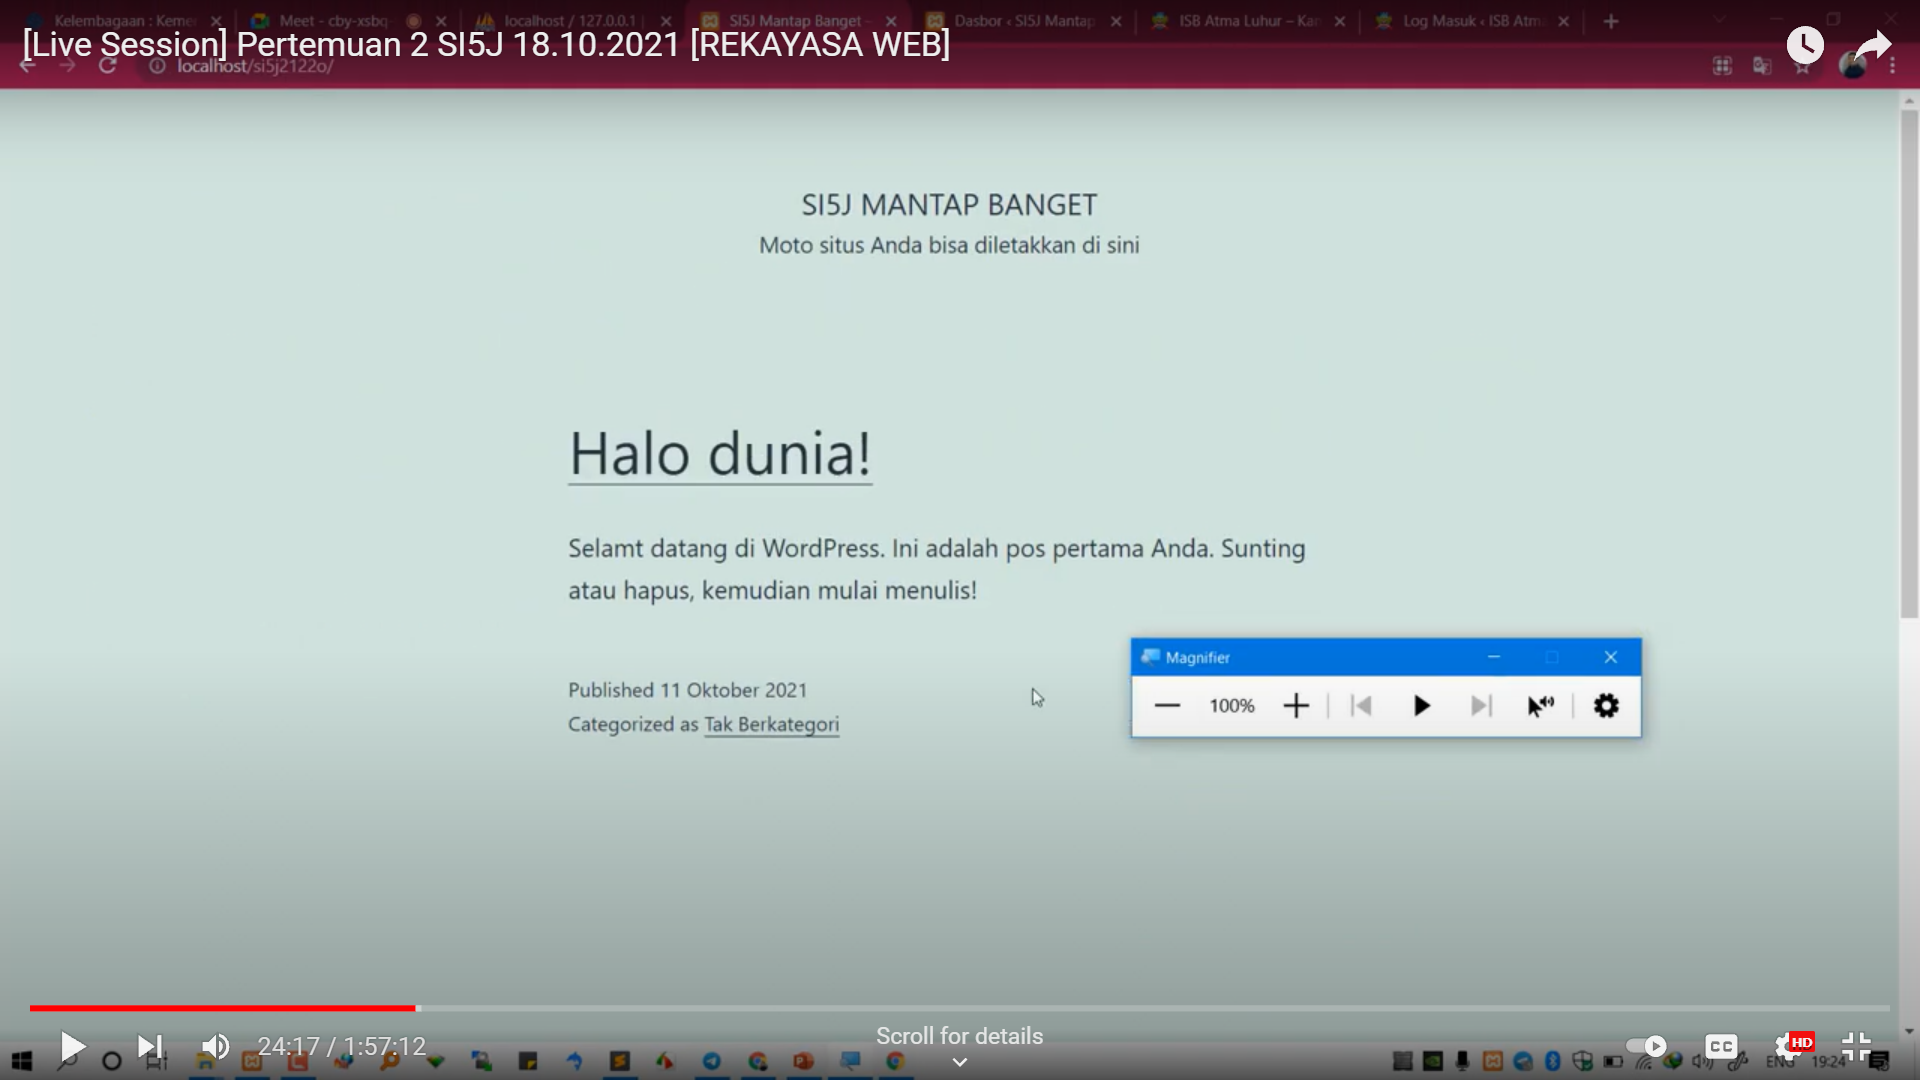 Kelembagaan : Kemer
Meet - cby-xsbq
localhost / 127.0.0.1
SI5J Mantap Banget –
Dasbor ‹ SI5J Mantap
ISB Atma Luhur – Kan
Log Masuk ‹ ISB Atma
[Live Session] Pertemuan 2 SI5J 18.10.2021 [REKAYASA WEB]
localhost/si5j2122o/
SI5J MANTAP BANGET
Moto situs Anda bisa diletakkan di sini
Halo dunia!
Selamt datang di WordPress. Ini adalah pos pertama Anda. Sunting
atau hapus, kemudian mulai menulis!
Magnifier
100%
Published 11 Oktober 2021
Categorized as Tak Berkategori
Scroll for details
24:17 / 1:57:12
CC
HD
ENG
19:24